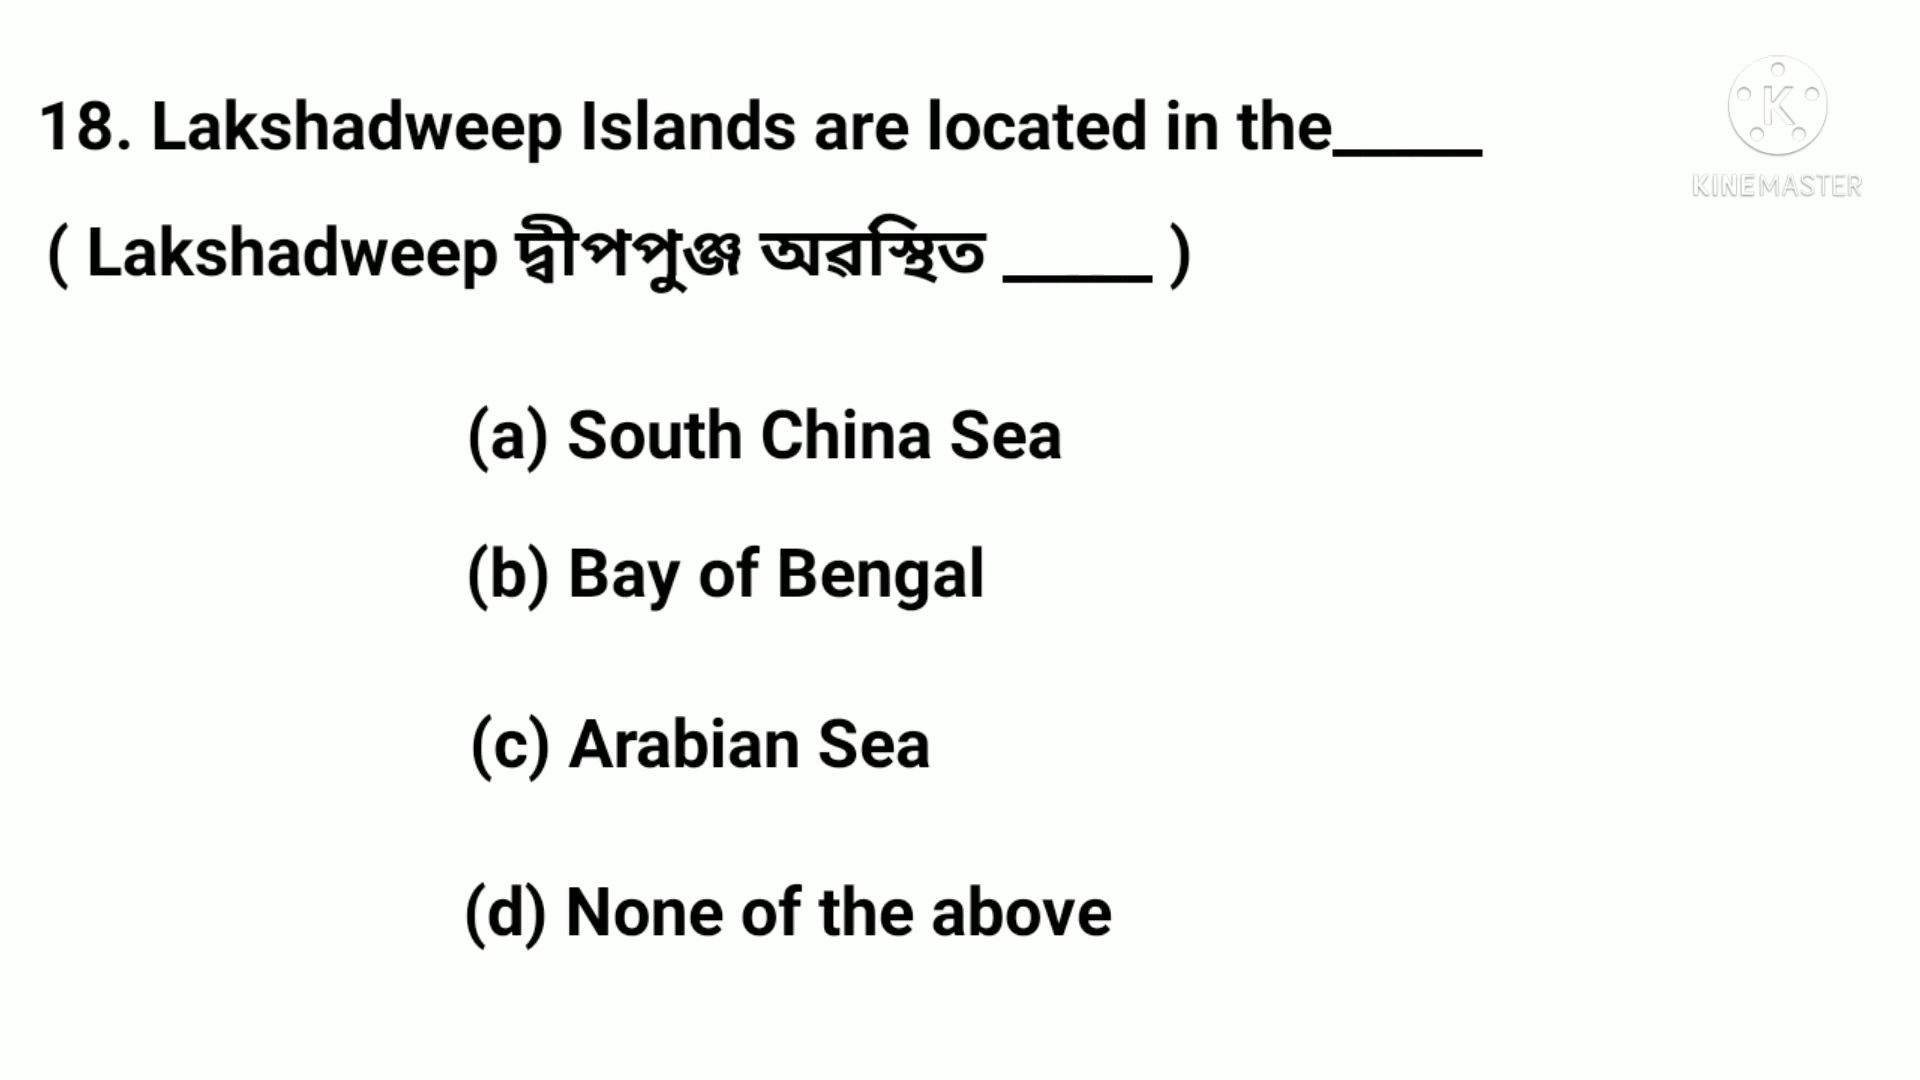 18. Lakshadweep Islands are located in the_____
( Lakshadweep দ্বীপপুঞ্জ অৱস্থিত _____ )
K
KINEMASTER
(a) South China Sea
(b) Bay of Bengal
(c) Arabian Sea
(d) None of the above